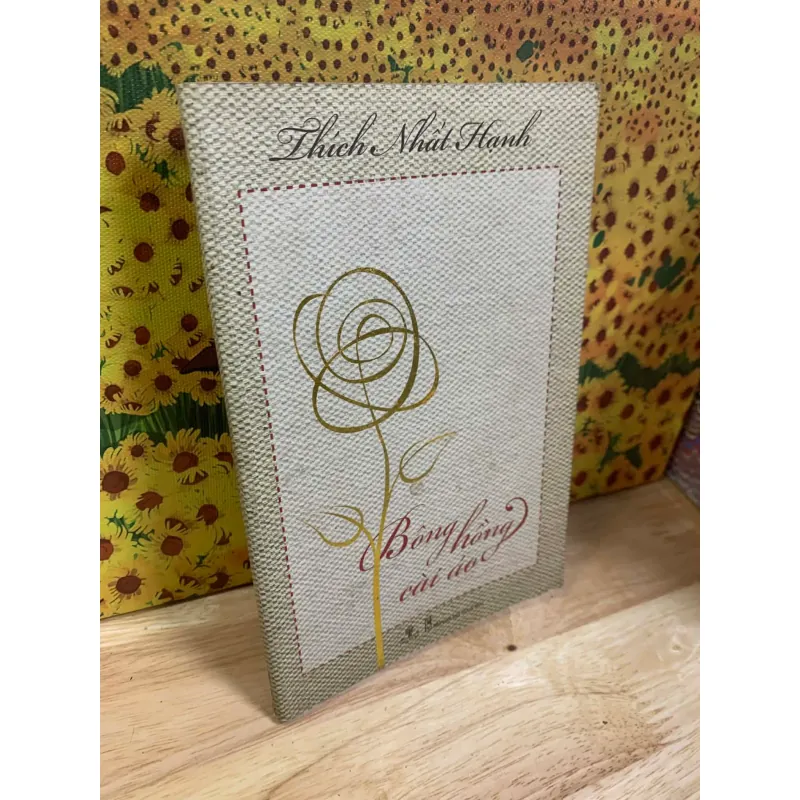 Thích Nhất Hạnh
Bông hồng
cài áo